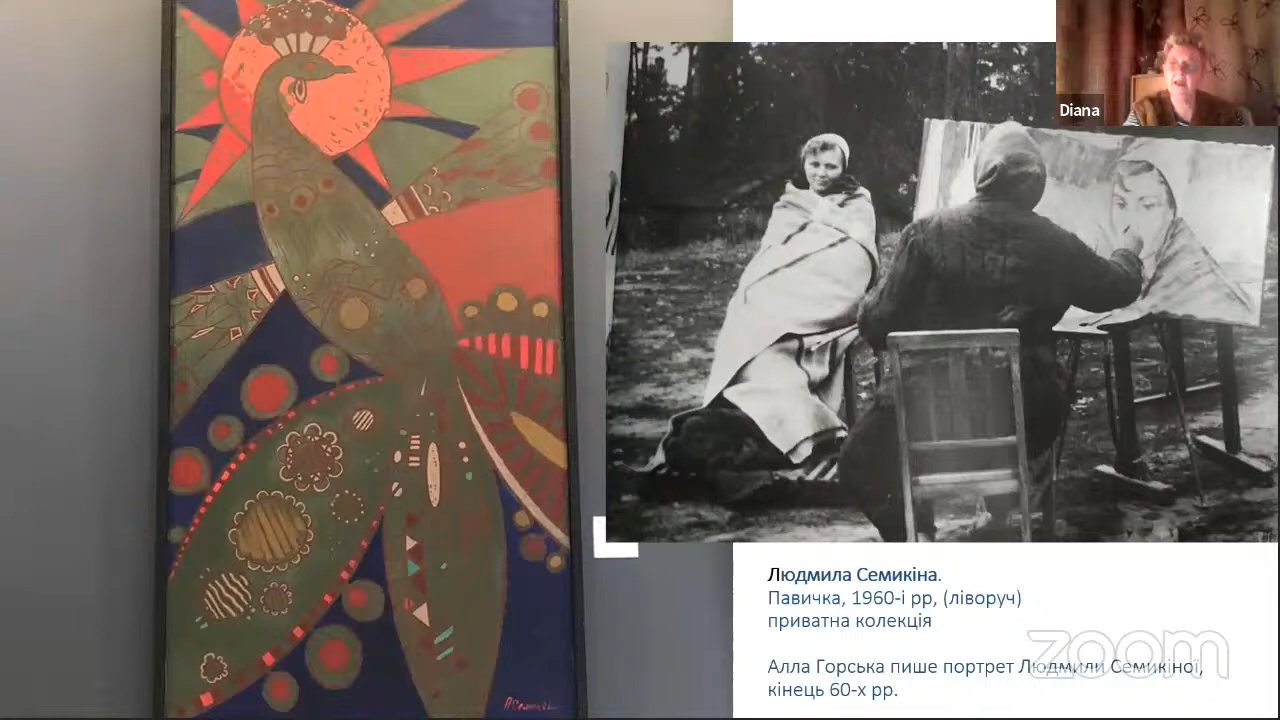 Diana
Людмила Семикіна.
Павичка, 1960-і рр, (ліворуч)
приватна колекція
Алла Горська пише портрет Людмили Семикіної,
кінець 60-х рр.
zoom